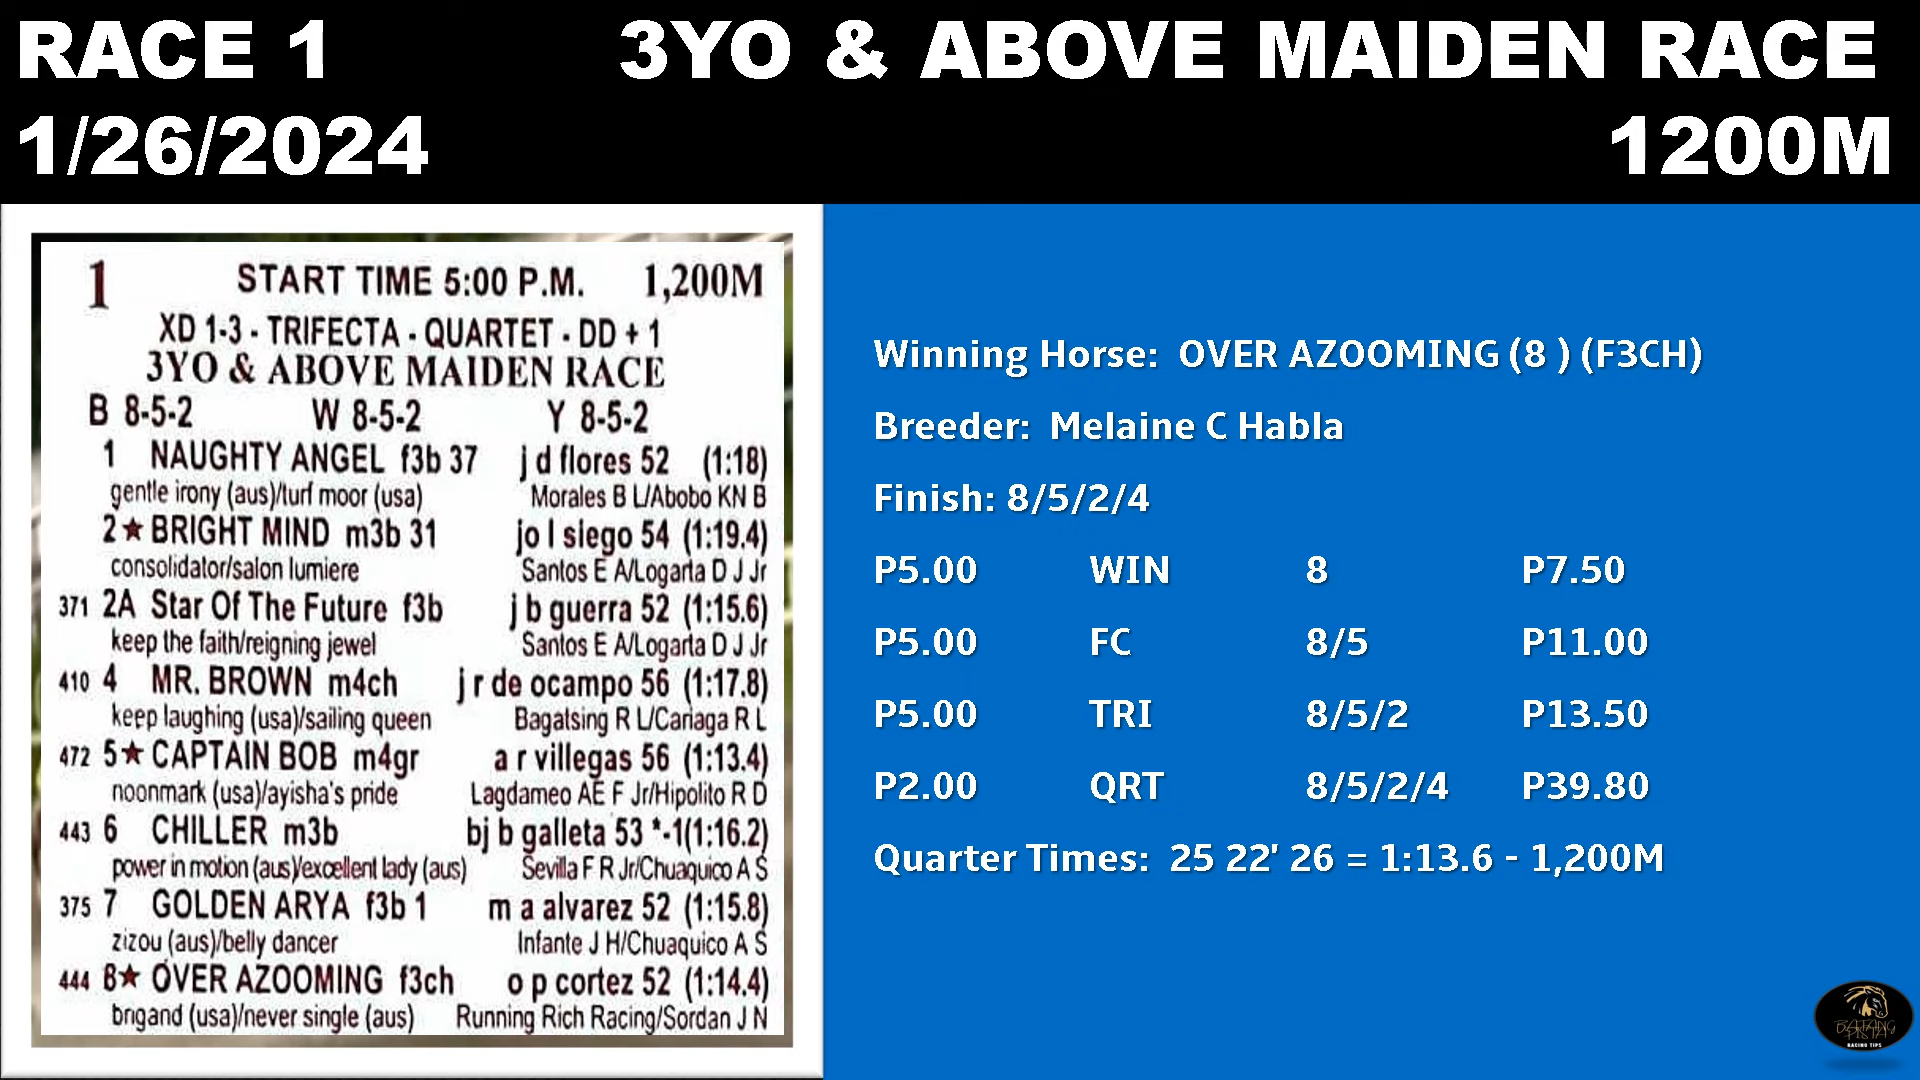 RACE 1 3YO & ABOVE MAIDEN RACE
1/26/2024 1200M
1 START TIME 5:00 P.M. 1,200M
XD 1-3 - TRIFECTA - QUARTET - DD + 1
3YO & ABOVE MAIDEN RACE
B 8-5-2 W 8-5-2 Y 8-5-2
1 NAUGHTY ANGEL f3b 37 j d flores 52 (1:18)
gentle irony (aus)/turf moor (usa) Morales B L/Abobo KN B
2★ BRIGHT MIND m3b 31 jo l siego 54 (1:19.4)
consolidator/salon lumiere Santos E A/Logarta D J Jr
371 2A Star Of The Future f3b j b guerra 52 (1:15.6)
keep the faith/reigning jewel Santos E A/Logarta D J Jr
410 4 MR. BROWN m4ch j r de ocampo 56 (1:17.8)
keep laughing (usa)/sailing queen Bagatsing R L/Cariaga R L
472 5★ CAPTAIN BOB m4gr a r villegas 56 (1:13.4)
noonmark (usa)/ayisha's pride Lagdameo AE F Jr/Hipolito R D
443 6 CHILLER m3b bj b galleta 53 *-1(1:16.2)
power in motion (aus)/excellent lady (aus) Sevilla F R Jr/Chuaquico A S
375 7 GOLDEN ARYA f3b 1 m a alvarez 52 (1:15.8)
zizou (aus)/belly dancer Infante J H/Chuaquico A S
444 8★ OVER AZOOMING f3ch o p cortez 52 (1:14.4)
brigand (usa)/never single (aus) Running Rich Racing/Sordan J N
Winning Horse: OVER AZOOMING (8 ) (F3CH)
Breeder: Melaine C Habla
Finish: 8/5/2/4
P5.00 WIN 8 P7.50
P5.00 FC 8/5 P11.00
P5.00 TRI 8/5/2 P13.50
P2.00 QRT 8/5/2/4 P39.80
Quarter Times: 25 22' 26 = 1:13.6 - 1,200M
RACING TIPS